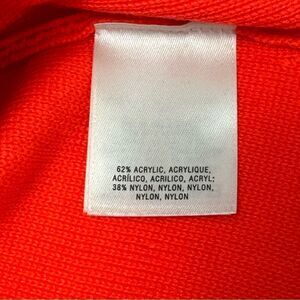 62% ACRYLIC, ACRYLIQUE,
ACRÍLICO, ACRILICO, ACRYL;
38% NYLON, NYLON, NYLON,
NYLON, NYLON